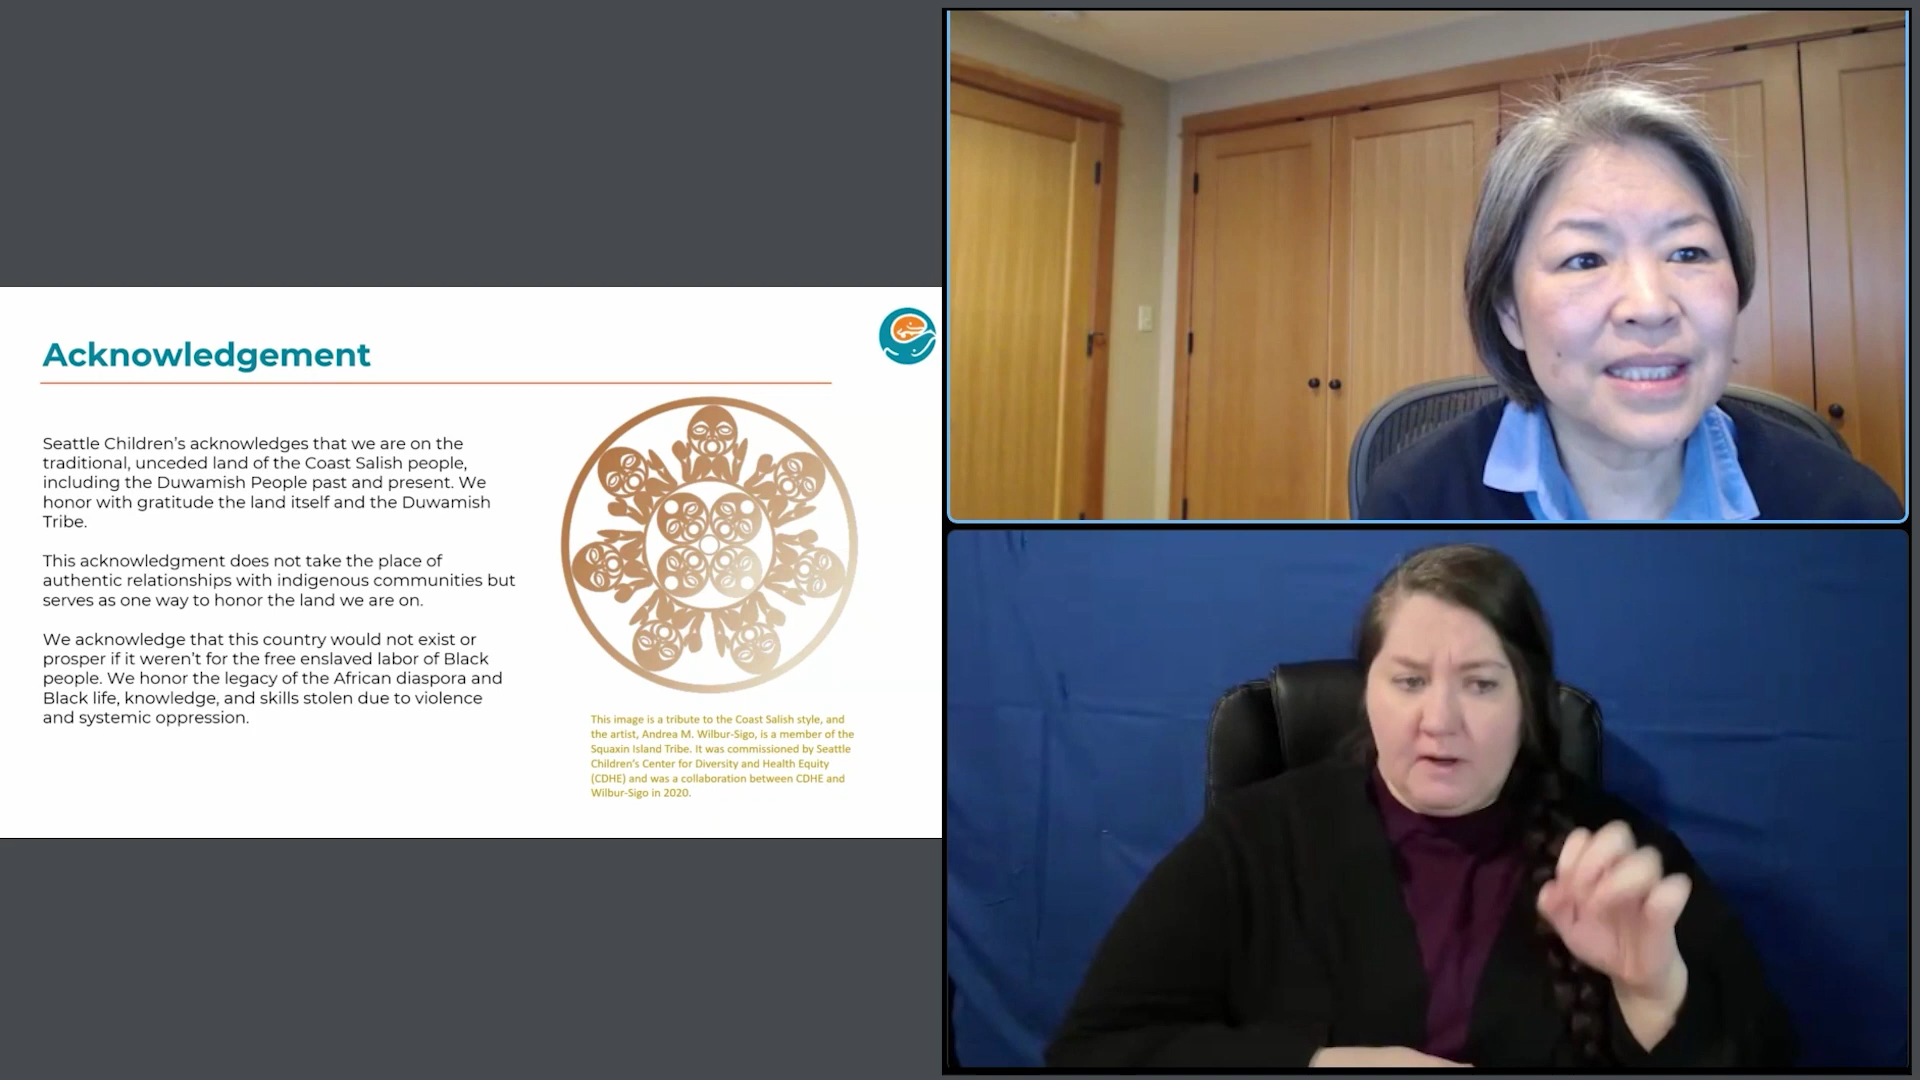 Acknowledgement
Seattle Children's acknowledges that we are on the
traditional, unceded land of the Coast Salish people,
including the Duwamish People past and present. We
honor with gratitude the land itself and the Duwamish
Tribe.
This acknowledgment does not take the place of
authentic relationships with indigenous communities but
serves as one way to honor the land we are on.
We acknowledge that this country would not exist or
prosper if it weren't for the free enslaved labor of Black
people. We honor the legacy of the African diaspora and
Black life, knowledge, and skills stolen due to violence
and systemic oppression.
This image is a tribute to the Coast Salish style, and
the artist, Andrea M. Wilbur-Sigo, is a member of the
Squaxin Island Tribe. It was commissioned by Seattle
Children's Center for Diversity and Health Equity
(CDHE) and was a collaboration between CDHE and
Wilbur-Sigo in 2020.